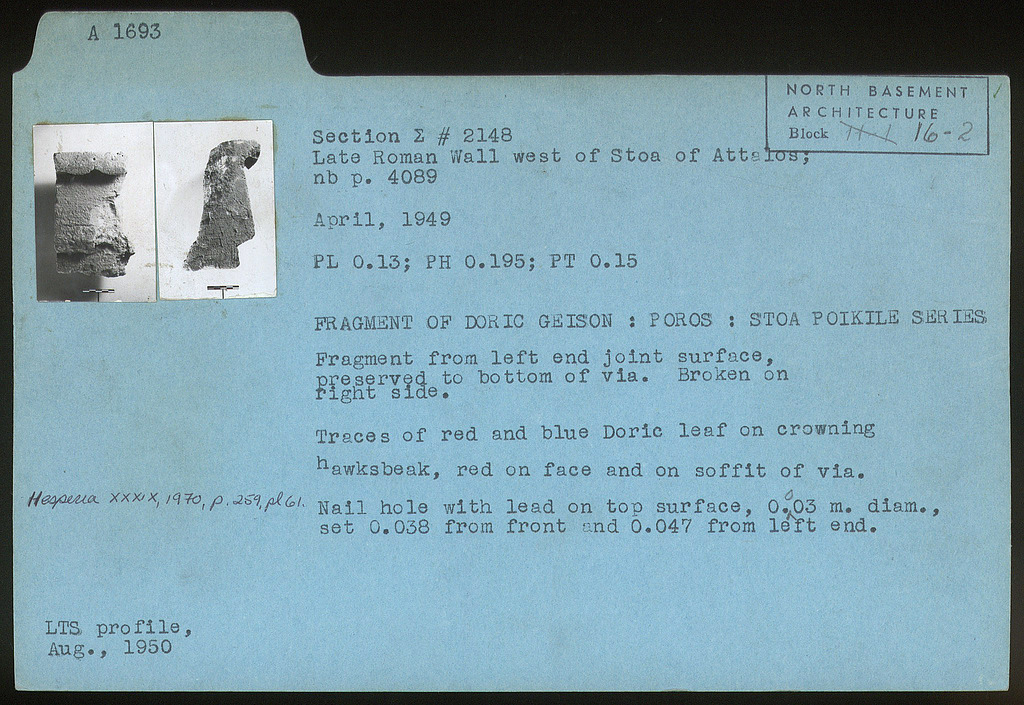 A 1693
NORTH BASEMENT
ARCHITECTURE
Block 16-2
Section Σ # 2148
Late Roman Wall west of Stoa of Attalos;
nb p. 4089
April, 1949
PL 0.13; PH 0.195; PT 0.15
FRAGMENT OF DORIC GEISON : POROS : STOA POIKILE SERIES
Fragment from left end joint surface,
preserved to bottom of via. Broken on
right side.
Traces of red and blue Doric leaf on crowning
hawksbeak, red on face and on soffit of via.
Hesperia XXXIX, 1970, p. 259, pl 61.
Nail hole with lead on top surface, 0.003 m. diam.,
set 0.038 from front and 0.047 from left end.
LTS profile,
Aug., 1950